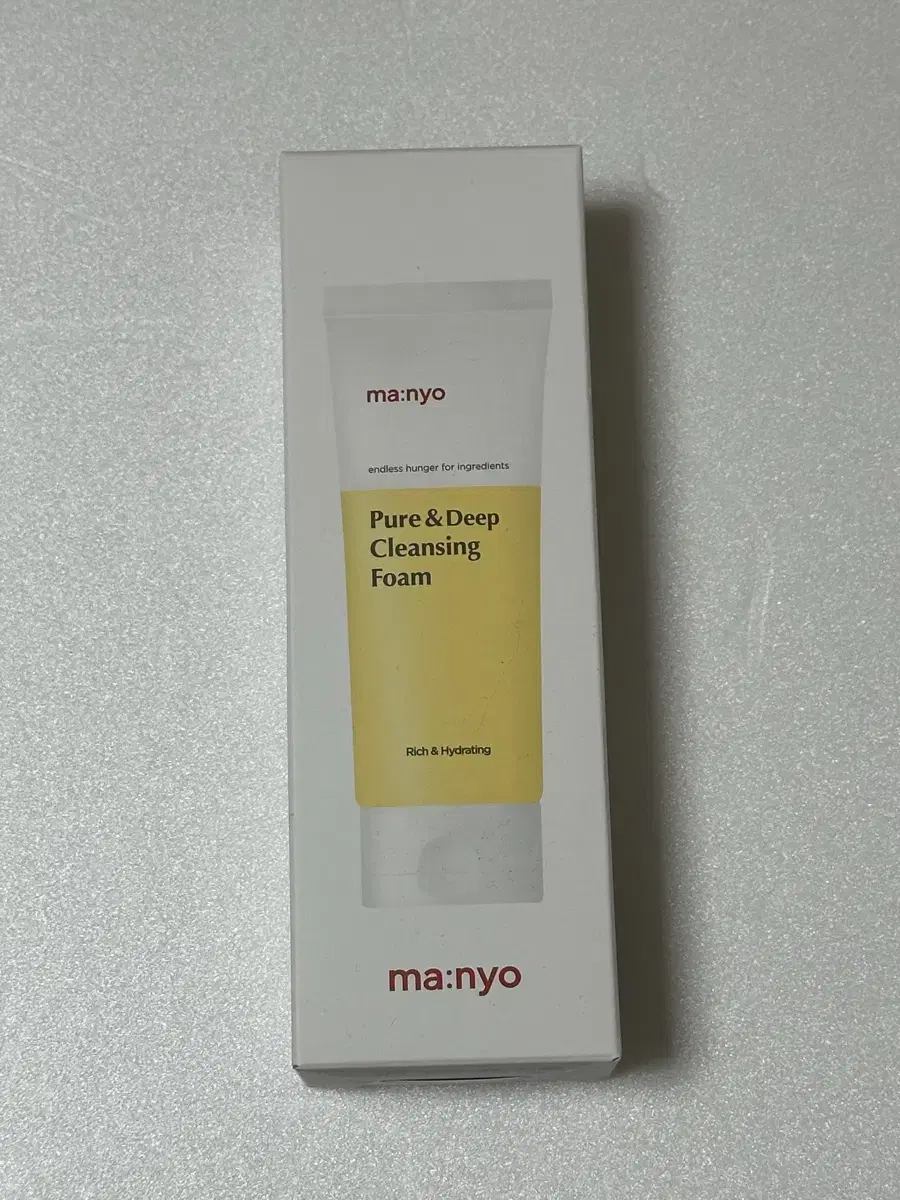 ma:nyo
endless hunger for ingredients
Pure & Deep
Cleansing
Foam
Rich & Hydrating
ma:nyo